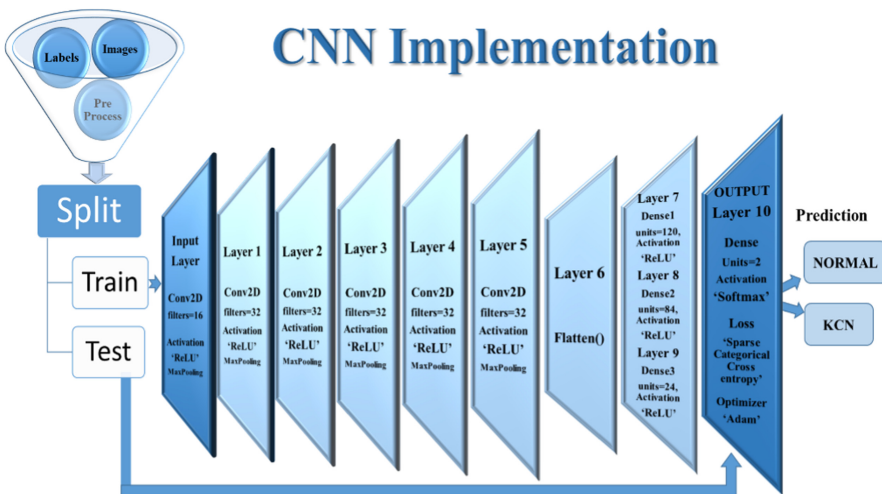 CNN Implementation
Labels
Images
Pre
Process
Split
Train
Test
Input
Layer
Conv2D
filters=16
Activation
'ReLU'
MaxPooling
Layer 1
Conv2D
filters=32
Activation
'ReLU'
MaxPooling
Layer 2
Conv2D
filters=32
Activation
'ReLU'
MaxPooling
Layer 3
Conv2D
filters=32
Activation
'ReLU'
MaxPooling
Layer 4
Conv2D
filters=32
Activation
'ReLU'
MaxPooling
Layer 5
Conv2D
filters=32
Activation
'ReLU'
MaxPooling
Layer 6
Flatten()
Layer 7
Dense1
units=120,
Activation
'ReLU'
Layer 8
Dense2
units=84,
Activation
'ReLU'
Layer 9
Dense3
units=24,
Activation
'ReLU'
OUTPUT
Layer 10
Dense
Units=2
Activation
'Softmax'
Loss
'Sparse
Categorical
Cross
entropy'
Optimizer
'Adam'
Prediction
NORMAL
KCN